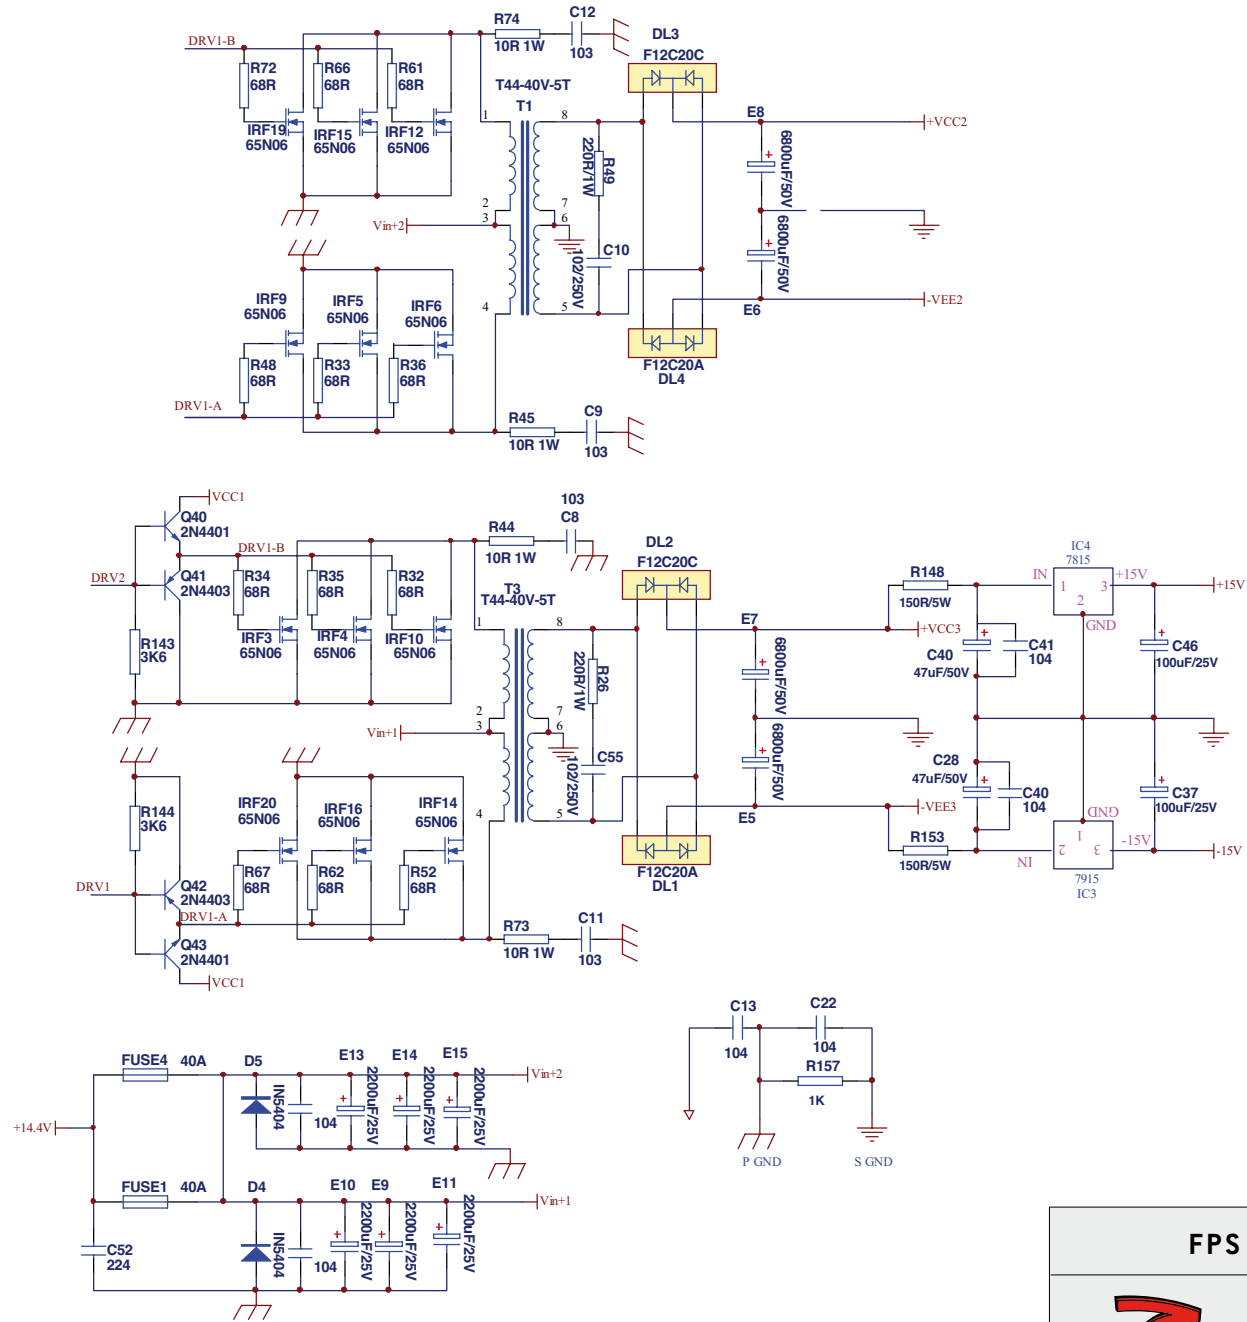 R74
10R 1W
C12
103
DL3
F12C20C
DRV1-B
R72
68R
R66
68R
R61
68R
T44-40V-5T
T1
IRF19
65N06
IRF15
65N06
IRF12
65N06
1
8
2
3
7
6
4
5
R49
220R/1W
E8
6800uF/50V
+VCC2
Vin+2
C10
102/250V
6800uF/50V
E6
-VEE2
IRF9
65N06
IRF5
65N06
IRF6
65N06
R48
68R
R33
68R
R36
68R
DRV1-A
F12C20A
DL4
R45
10R 1W
C9
103
VCC1
Q40
2N4401
DRV1-B
DRV2
Q41
2N4403
R34
68R
R35
68R
R32
68R
R143
3K6
IRF3
65N06
IRF4
65N06
IRF10
65N06
R44
10R 1W
103
C8
T3
T44-40V-5T
1
8
2
3
7
6
4
5
DL2
F12C20C
R26
220R/1W
E7
6800uF/50V
+VCC3
Vin+1
C55
102/250V
6800uF/50V
E5
-VEE3
R148
150R/5W
IC4
7815
IN
1
3
2
+15V
GND
+15V
C40
47uF/50V
C41
104
C46
100uF/25V
C28
47uF/50V
C40
104
C37
100uF/25V
GND
1
2
3
IN
-15V
-15V
7915
IC3
R153
150R/5W
R144
3K6
IRF20
65N06
IRF16
65N06
IRF14
65N06
R67
68R
R62
68R
R52
68R
DRV1
Q42
2N4403
DRV1-A
Q43
2N4401
VCC1
F12C20A
DL1
R73
10R 1W
C11
103
C13
104
C22
104
R157
1K
P GND
S GND
FUSE4 40A
D5
IN5404
104
E13
2200uF/25V
E14
2200uF/25V
E15
2200uF/25V
Vin+2
+14.4V
FUSE1 40A
D4
IN5404
104
E10
2200uF/25V
E9
2200uF/25V
E11
2200uF/25V
Vin+1
C52
224
FPS